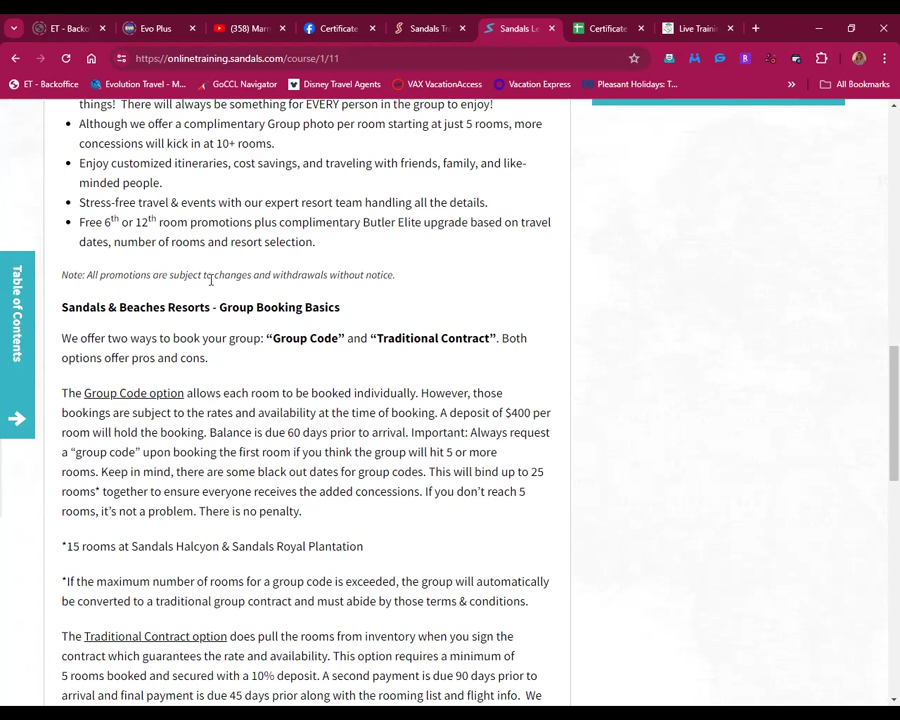 ET - Backo
Evo Plus
(358) Marr
Certificate
Sandals Tr
Sandals Le
Certificate
Live Traini
https://onlinetraining.sandals.com/course/1/11
ET - Backoffice
Evolution Travel - M...
GoCCL Navigator
Disney Travel Agents
VAX VacationAccess
Vacation Express
Pleasant Holidays: T...
All Bookmarks
things! There will always be something for EVERY person in the group to enjoy!
• Although we offer a complimentary Group photo per room starting at just 5 rooms, more
concessions will kick in at 10+ rooms.
• Enjoy customized itineraries, cost savings, and traveling with friends, family, and like-
minded people.
• Stress-free travel & events with our expert resort team handling all the details.
• Free 6th or 12th room promotions plus complimentary Butler Elite upgrade based on travel
dates, number of rooms and resort selection.
Note: All promotions are subject to changes and withdrawals without notice.
Sandals & Beaches Resorts - Group Booking Basics
We offer two ways to book your group: “Group Code” and “Traditional Contract”. Both
options offer pros and cons.
The Group Code option allows each room to be booked individually. However, those
bookings are subject to the rates and availability at the time of booking. A deposit of $400 per
room will hold the booking. Balance is due 60 days prior to arrival. Important: Always request
a “group code” upon booking the first room if you think the group will hit 5 or more
rooms. Keep in mind, there are some black out dates for group codes. This will bind up to 25
rooms* together to ensure everyone receives the added concessions. If you don’t reach 5
rooms, it’s not a problem. There is no penalty.
*15 rooms at Sandals Halcyon & Sandals Royal Plantation
*If the maximum number of rooms for a group code is exceeded, the group will automatically
be converted to a traditional group contract and must abide by those terms & conditions.
The Traditional Contract option does pull the rooms from inventory when you sign the
contract which guarantees the rate and availability. This option requires a minimum of
5 rooms booked and secured with a 10% deposit. A second payment is due 90 days prior to
arrival and final payment is due 45 days prior along with the rooming list and flight info. We
Table of Contents